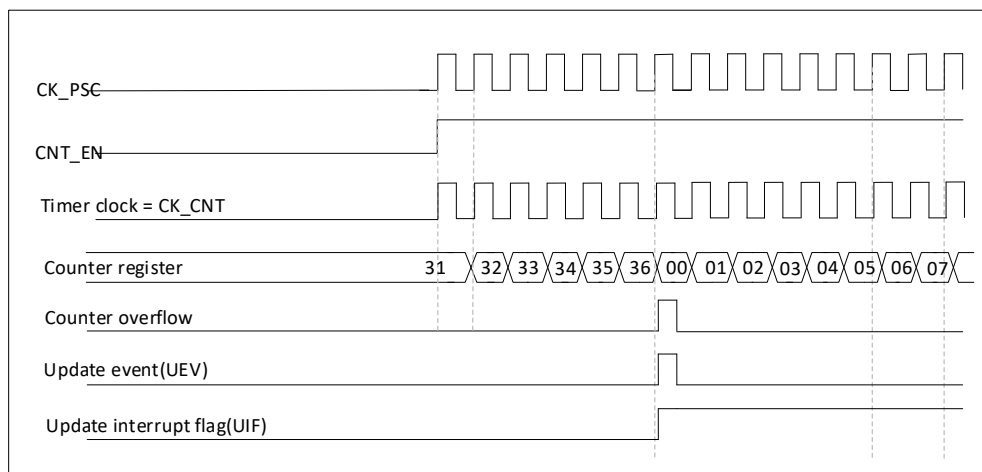 CK_PSC
CNT_EN
Timer clock = CK_CNT
Counter register 31 32 33 34 35 36 00 01 02 03 04 05 06 07
Counter overflow
Update event(UEV)
Update interrupt flag(UIF)